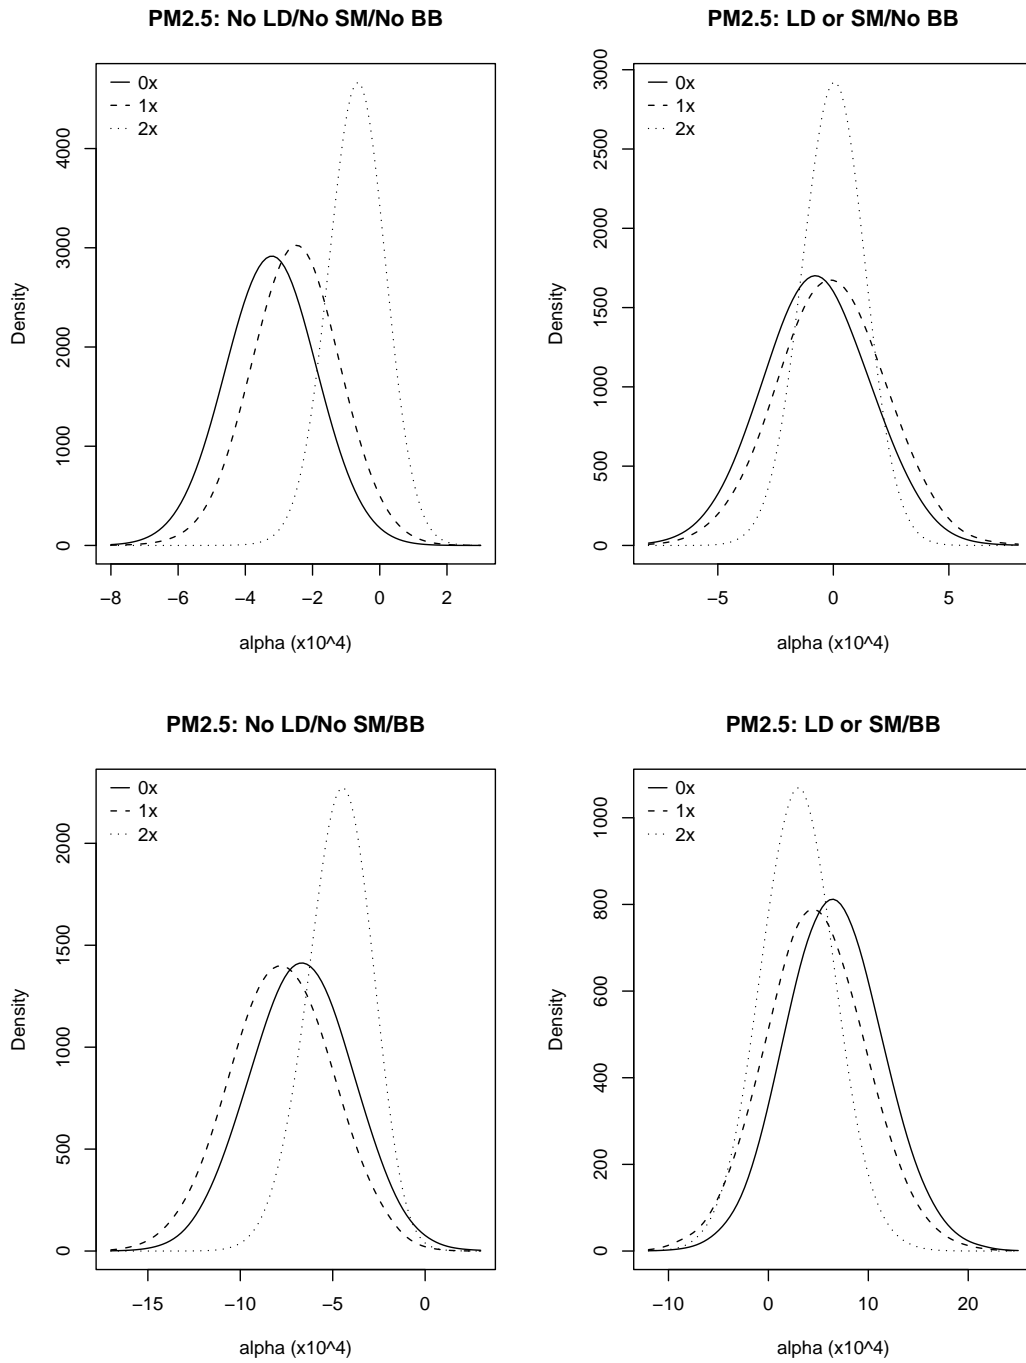 PM2.5: No LD/No SM/No BB
0x
1x
2x
Density
0
1000
2000
3000
4000
−8 −6 −4 −2 0 2
alpha (x10^4)
PM2.5: LD or SM/No BB
0x
1x
2x
Density
0
500
1000
1500
2000
2500
3000
−5 0 5
alpha (x10^4)
PM2.5: No LD/No SM/BB
0x
1x
2x
Density
0
500
1000
1500
2000
−15 −10 −5 0
alpha (x10^4)
PM2.5: LD or SM/BB
0x
1x
2x
Density
0
200
400
600
800
1000
−10 0 10 20
alpha (x10^4)